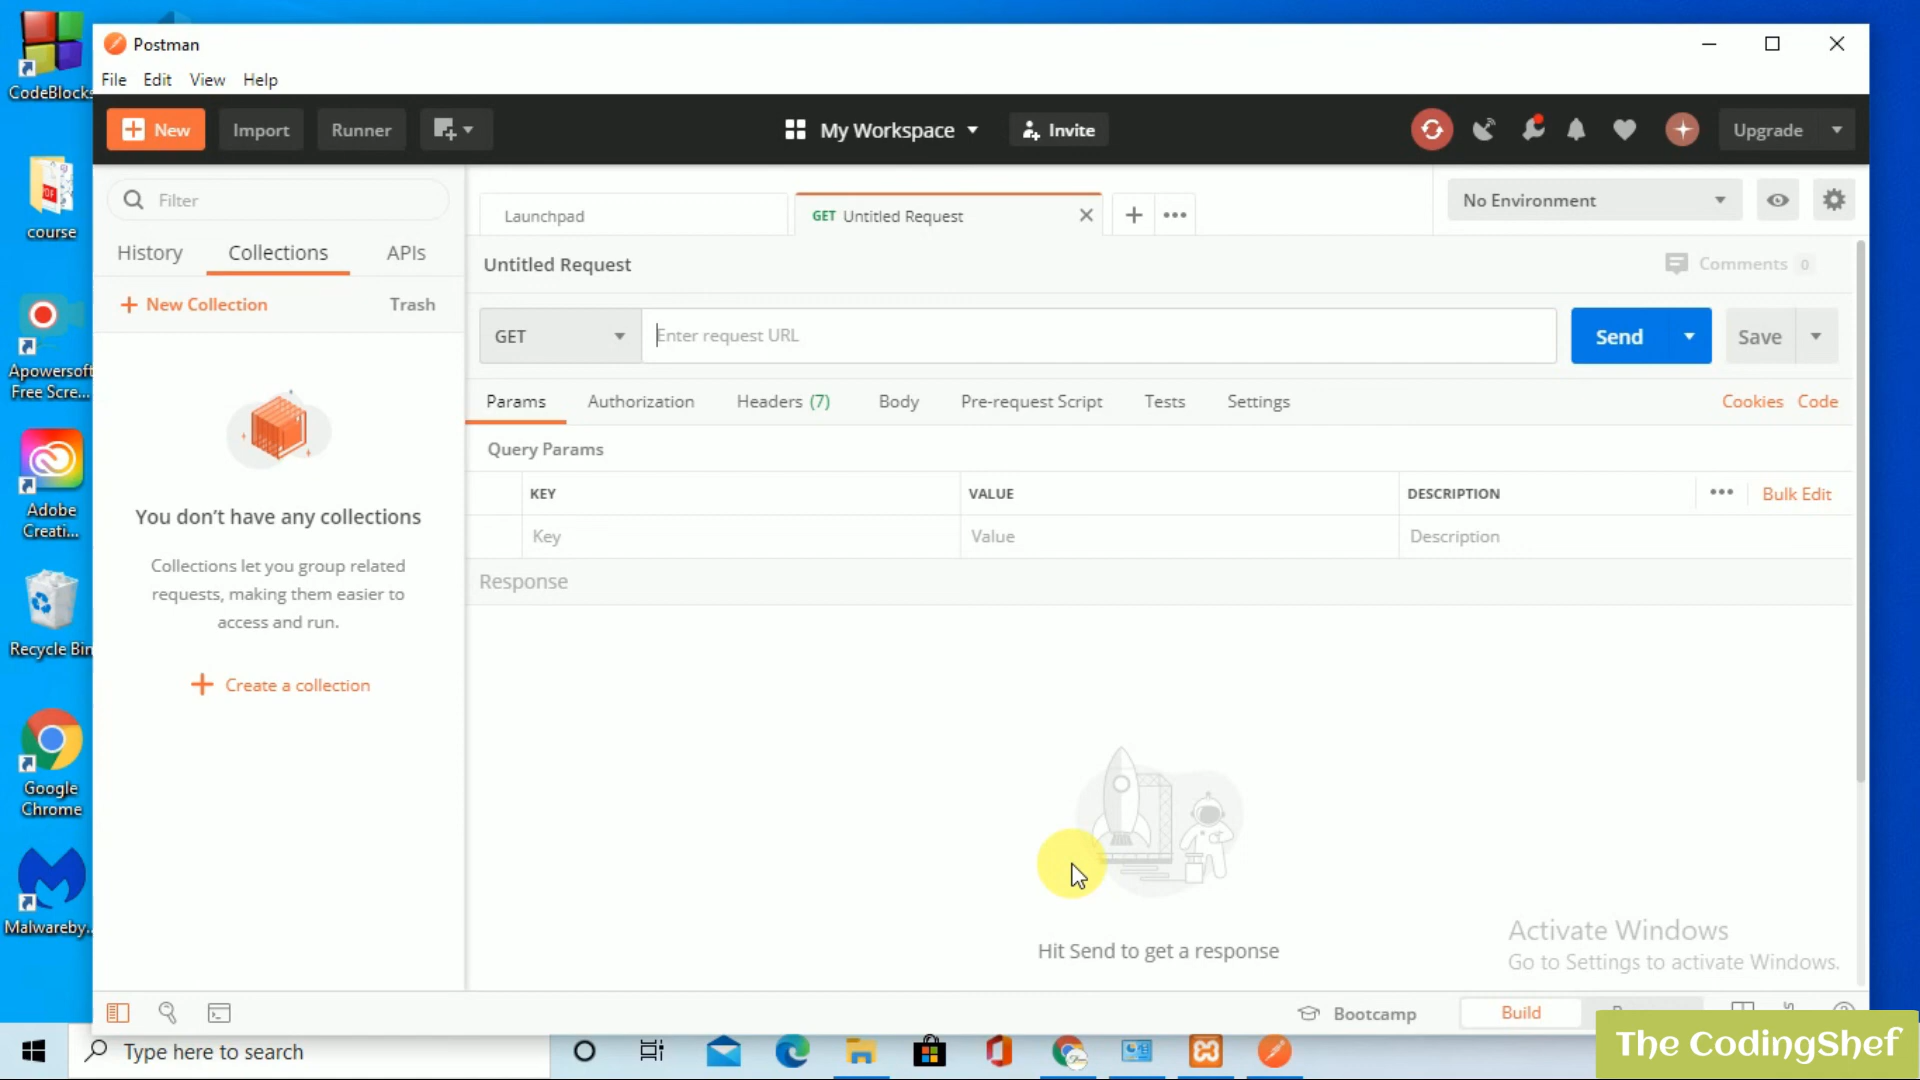 CodeBlocks
course
Apowersoft
Free Scre...
Adobe
Creati...
Recycle Bin
Google
Chrome
Malwareby...
Postman
File Edit View Help
New Import Runner My Workspace Invite Upgrade
Filter
History Collections APIs
New Collection Trash
You don't have any collections
Collections let you group related
requests, making them easier to
access and run.
Create a collection
Launchpad GET Untitled Request No Environment
Untitled Request Comments 0
GET Enter request URL Send Save
Params Authorization Headers (7) Body Pre-request Script Tests Settings Cookies Code
Query Params
KEY VALUE DESCRIPTION Bulk Edit
Key Value Description
Response
Hit Send to get a response
Activate Windows
Go to Settings to activate Windows.
Bootcamp Build
Type here to search
The CodingShef